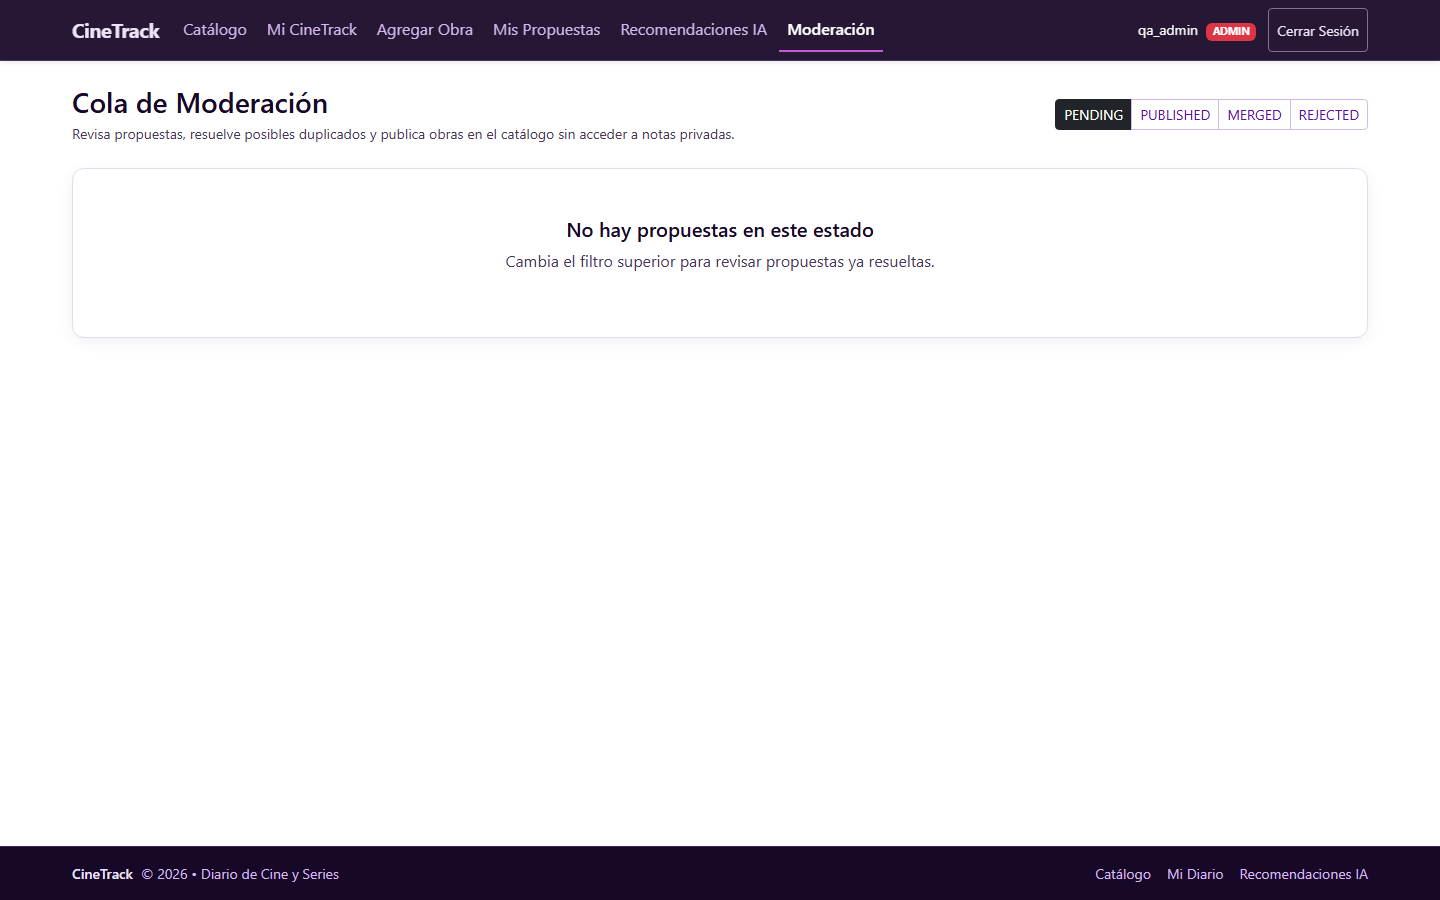 CineTrack Catálogo Mi CineTrack Agregar Obra Mis Propuestas Recomendaciones IA Moderación qa_admin ADMIN Cerrar Sesión
Cola de Moderación
Revisa propuestas, resuelve posibles duplicados y publica obras en el catálogo sin acceder a notas privadas.
PENDING PUBLISHED MERGED REJECTED
No hay propuestas en este estado
Cambia el filtro superior para revisar propuestas ya resueltas.
CineTrack © 2026 • Diario de Cine y Series Catálogo Mi Diario Recomendaciones IA